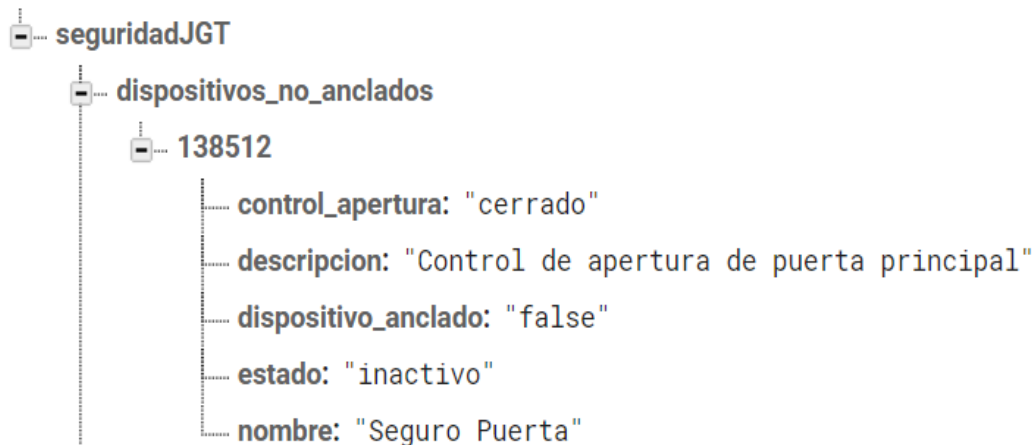 seguridadJGT
dispositivos_no_anclados
138512
control_apertura: "cerrado"
descripcion: "Control de apertura de puerta principal"
dispositivo_anclado: "false"
estado: "inactivo"
nombre: "Seguro Puerta"